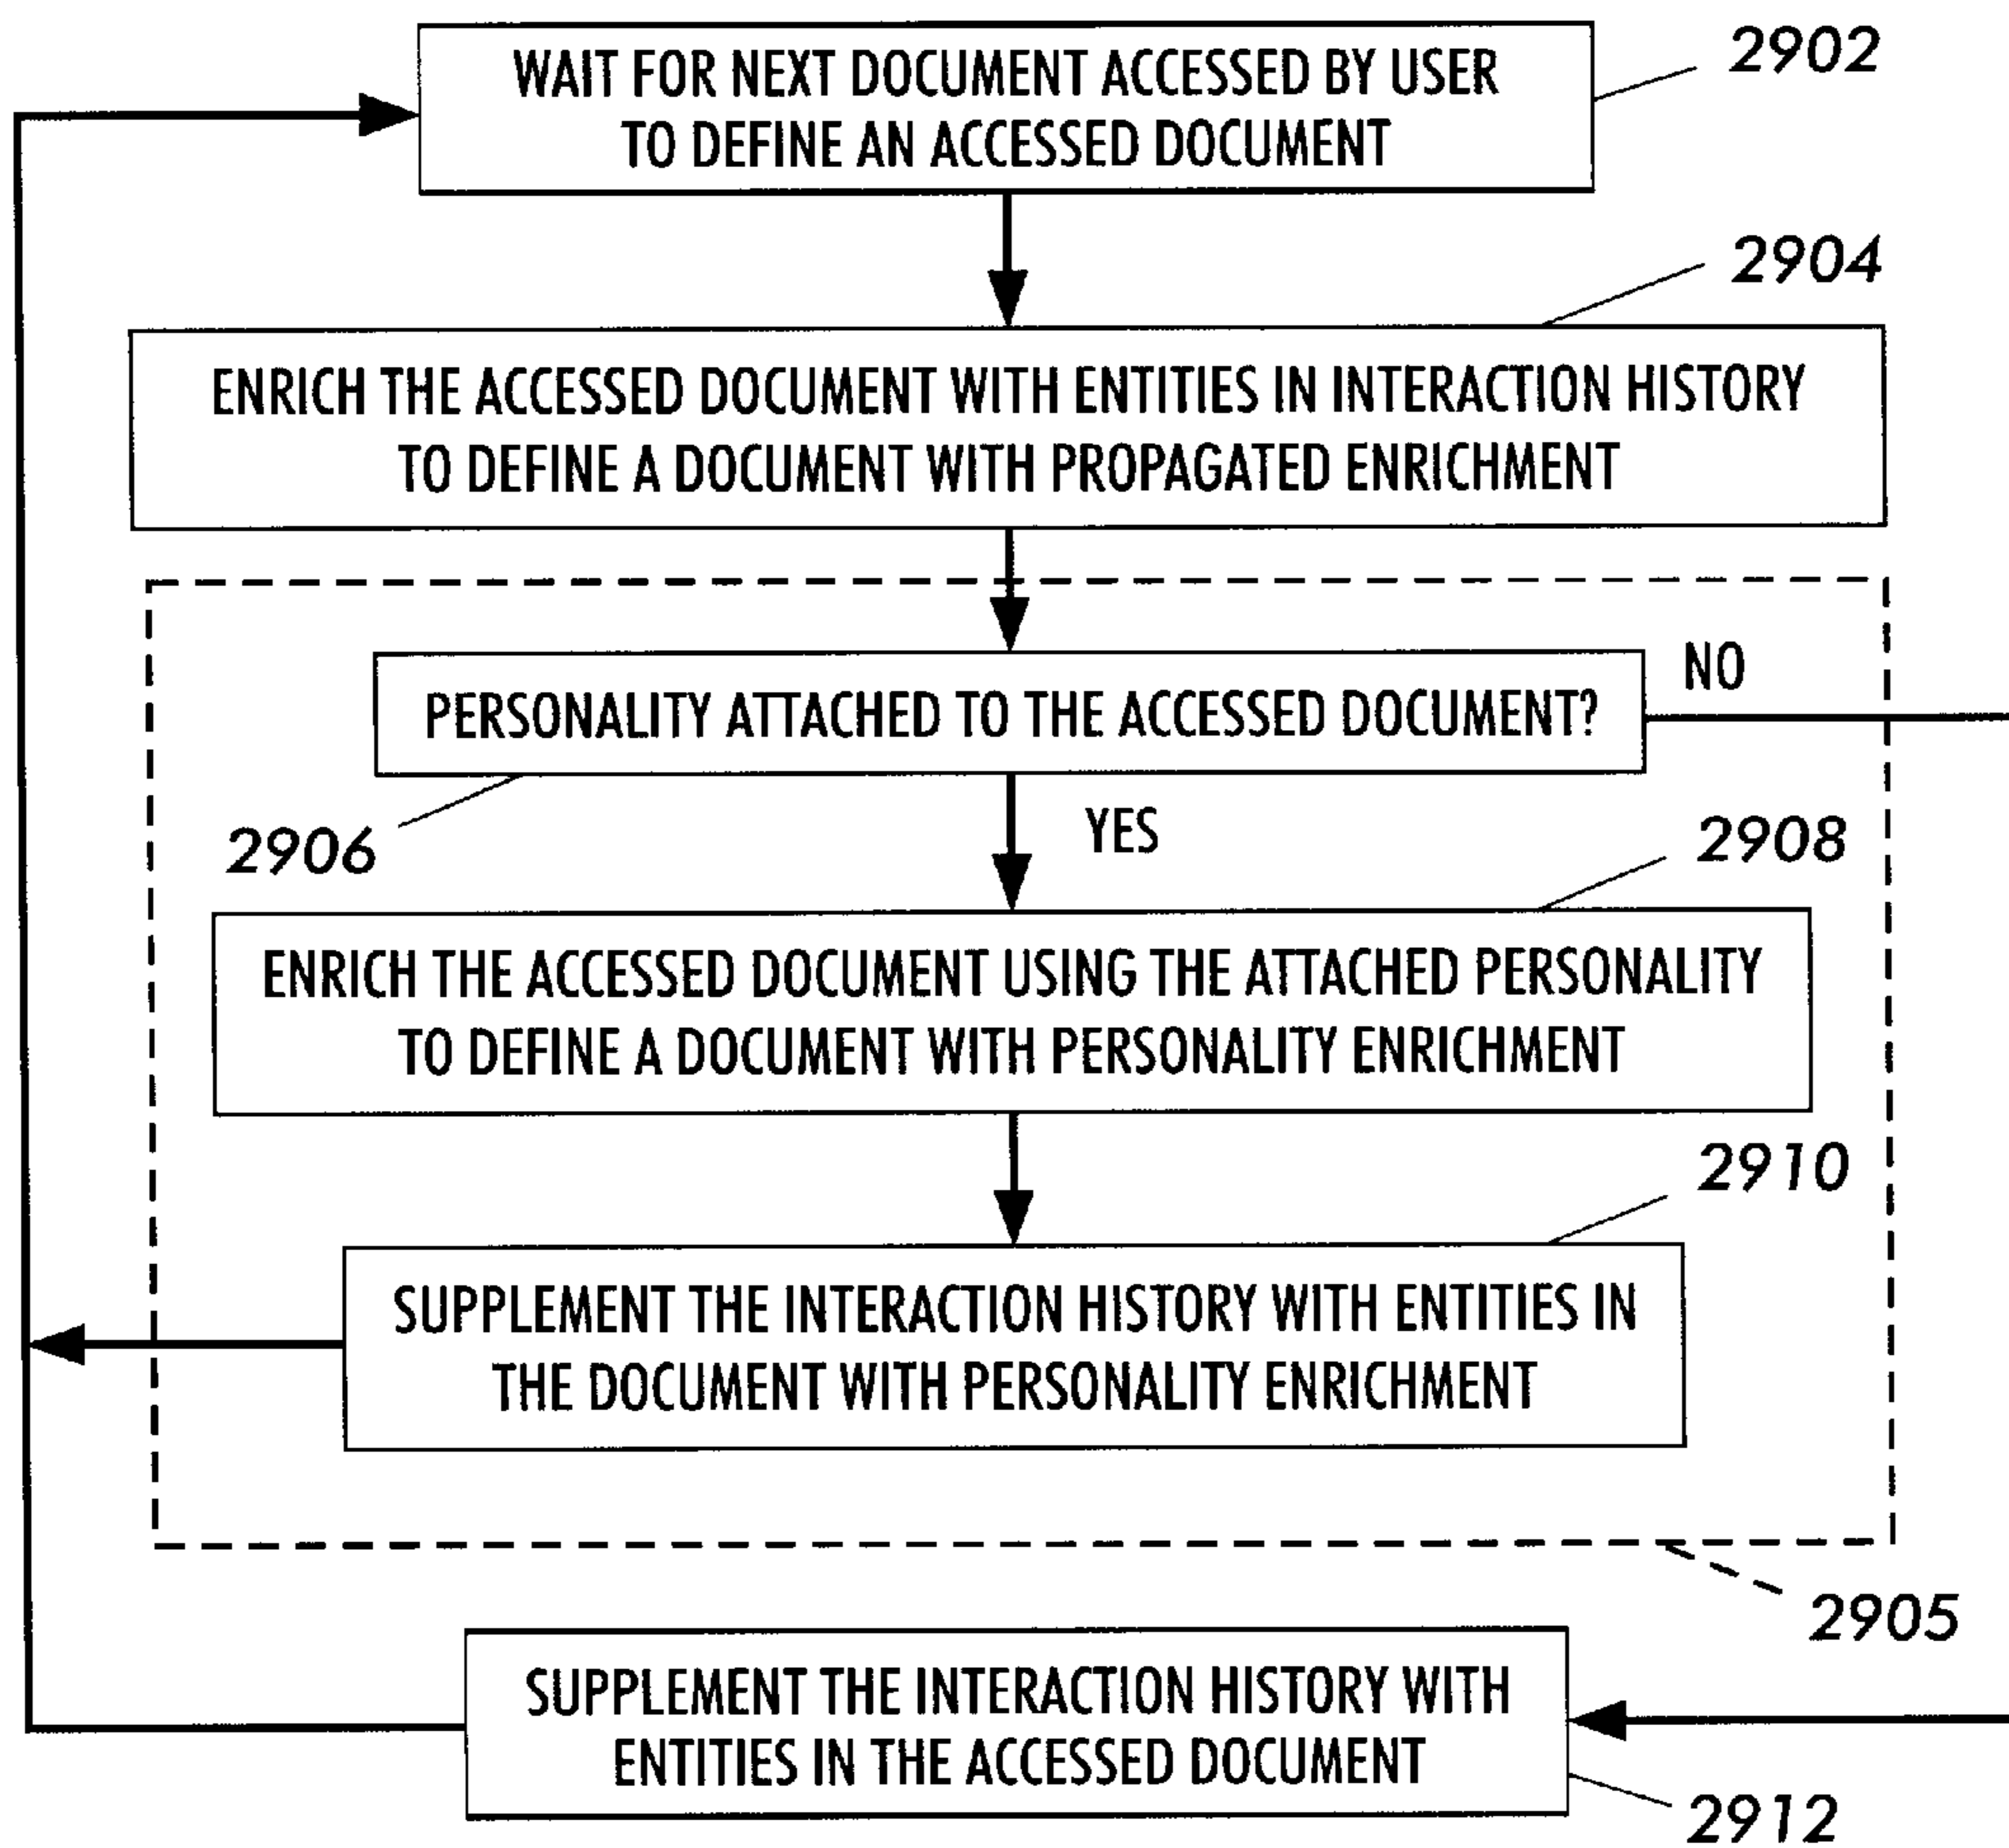 WAIT FOR NEXT DOCUMENT ACCESSED BY USER
TO DEFINE AN ACCESSED DOCUMENT
2902
2904
ENRICH THE ACCESSED DOCUMENT WITH ENTITIES IN INTERACTION HISTORY
TO DEFINE A DOCUMENT WITH PROPAGATED ENRICHMENT
NO
PERSONALITY ATTACHED TO THE ACCESSED DOCUMENT?
2906
YES
2908
ENRICH THE ACCESSED DOCUMENT USING THE ATTACHED PERSONALITY
TO DEFINE A DOCUMENT WITH PERSONALITY ENRICHMENT
2910
SUPPLEMENT THE INTERACTION HISTORY WITH ENTITIES IN
THE DOCUMENT WITH PERSONALITY ENRICHMENT
2905
SUPPLEMENT THE INTERACTION HISTORY WITH
ENTITIES IN THE ACCESSED DOCUMENT
2912